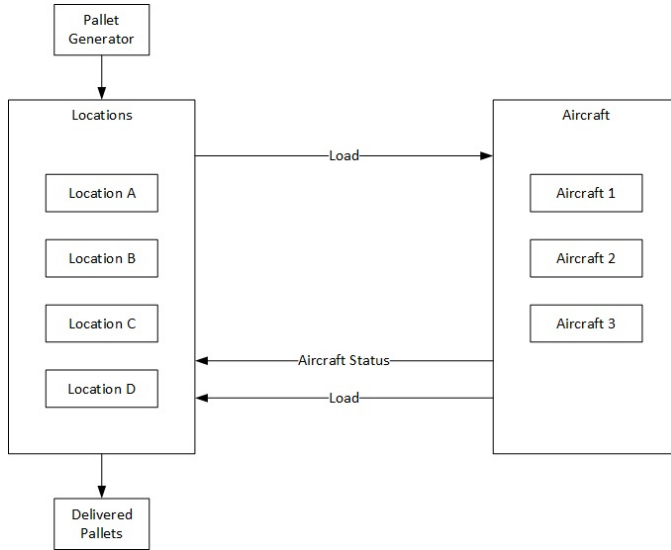 Pallet
Generator
Locations
Aircraft
Load
Location A
Aircraft 1
Location B
Aircraft 2
Location C
Aircraft 3
Aircraft Status
Location D
Load
Delivered
Pallets